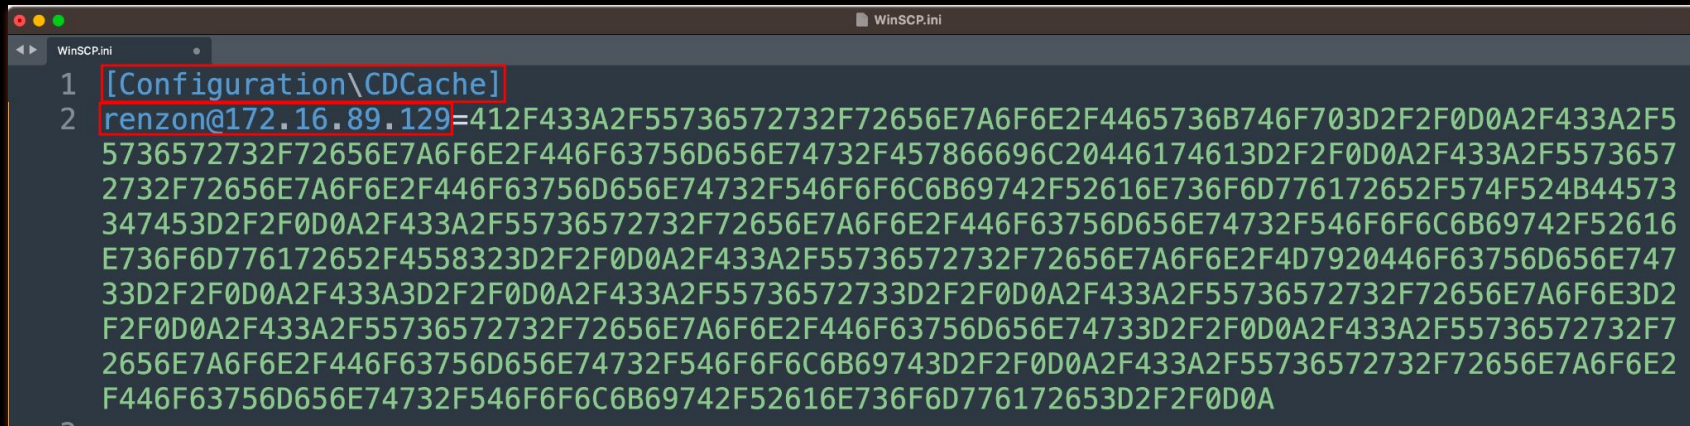 WinSCP.ini
WinSCP.ini
1 [Configuration\CDCache]
2 renzon@172.16.89.129=412F433A2F55736572732F72656E7A6F6E2F4465736B746F703D2F2F0D0A2F433A2F5
5736572732F72656E7A6F6E2F446F63756D656E74732F457866696C20446174613D2F2F0D0A2F433A2F5573657
2732F72656E7A6F6E2F446F63756D656E74732F546F6F6C6B69742F52616E736F6D776172652F574F524B44573
347453D2F2F0D0A2F433A2F55736572732F72656E7A6F6E2F446F63756D656E74732F546F6F6C6B69742F52616
E736F6D776172652F4558323D2F2F0D0A2F433A2F55736572732F72656E7A6F6E2F4D7920446F63756D656E747
33D2F2F0D0A2F433A3D2F2F0D0A2F433A2F55736572733D2F2F0D0A2F433A2F55736572732F72656E7A6F6E3D2
F2F0D0A2F433A2F55736572732F72656E7A6F6E2F446F63756D656E74733D2F2F0D0A2F433A2F55736572732F7
2656E7A6F6E2F446F63756D656E74732F546F6F6C6B69743D2F2F0D0A2F433A2F55736572732F72656E7A6F6E2
F446F63756D656E74732F546F6F6C6B69742F52616E736F6D776172653D2F2F0D0A